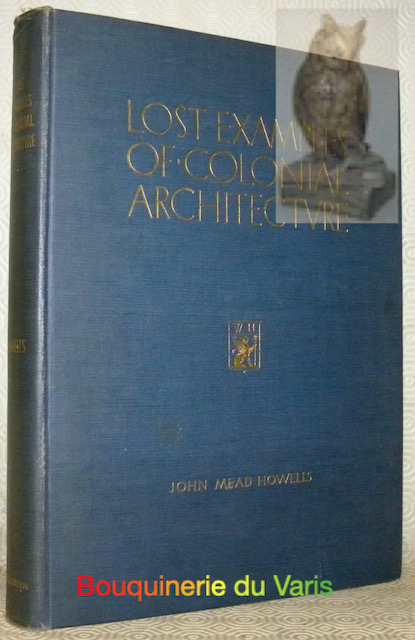 LOST EXAMPLES
OF·COLONIAL
ARCHITECTVRE
W H
JOHN MEAD HOWELLS
Bouquinerie du Varis